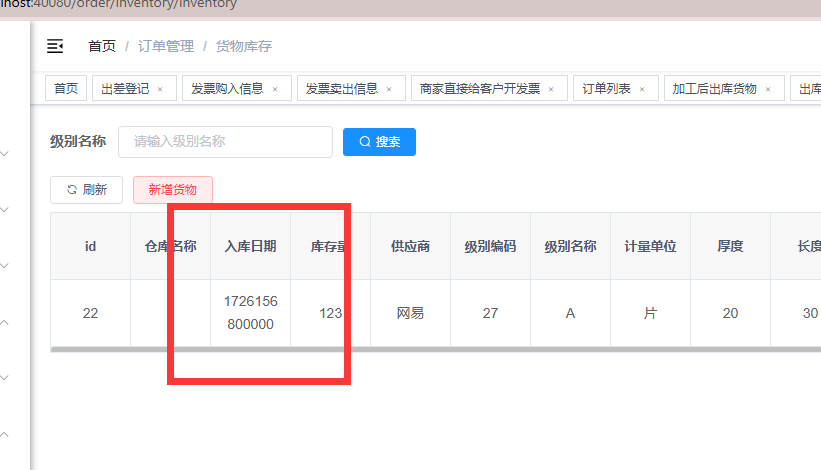 lhost:40080/order/inventory/inventory
首页 / 订单管理 / 货物库存
首页 出差登记 × 发票购入信息 × 发票卖出信息 × 商家直接给客户开发票 × 订单列表 × 加工后出库货物 × 出库
级别名称 请输入级别名称 搜索
刷新 新增货物
id 仓库名称 入库日期 库存量 供应商 级别编码 级别名称 计量单位 厚度 长度
22 1726156 123 网易 27 A 片 20 30
800000